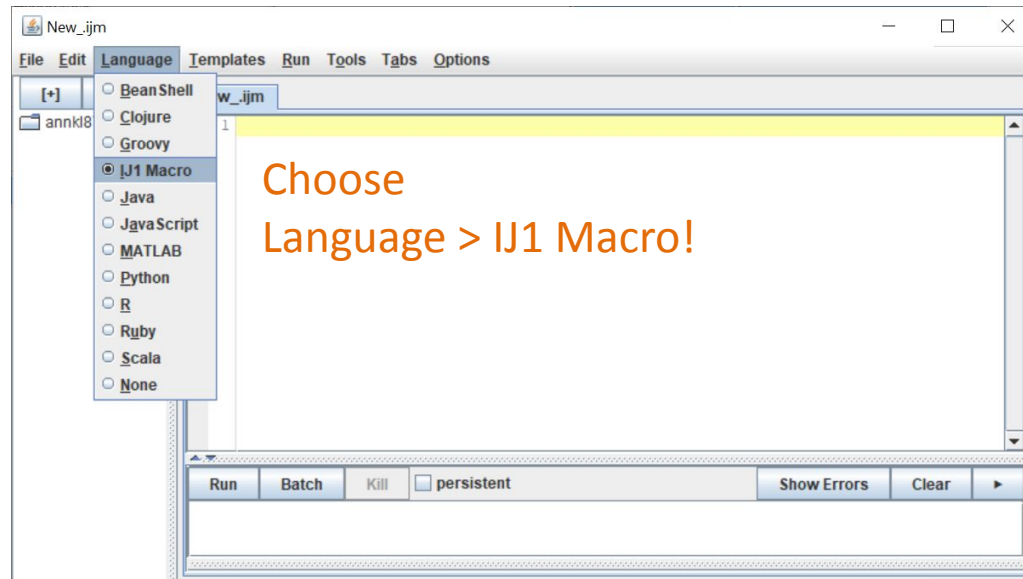 New_.ijm
File Edit Language Templates Run Tools Tabs Options
[+]
BeanShell
w_.ijm
annkl8
Clojure
1
Groovy
IJ1 Macro
Java
JavaScript
MATLAB
Python
R
Ruby
Scala
None
Choose
Language > IJ1 Macro!
Run Batch Kill persistent Show Errors Clear